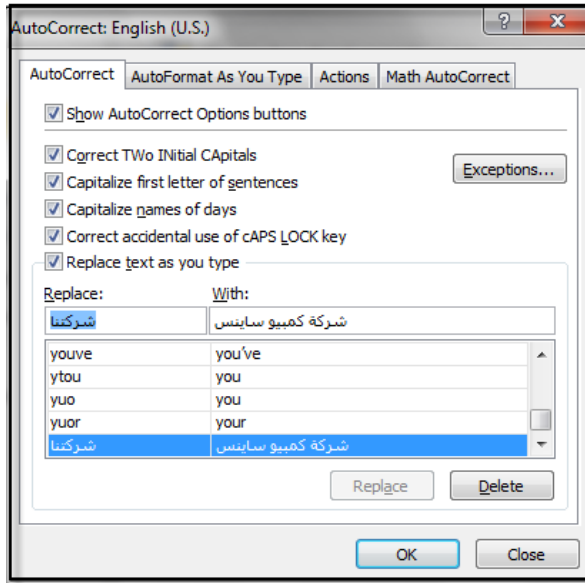 AutoCorrect: English (U.S.)
AutoCorrect AutoFormat As You Type Actions Math AutoCorrect
Show AutoCorrect Options buttons
Correct TWo INitial CApitals
Exceptions...
Capitalize first letter of sentences
Capitalize names of days
Correct accidental use of cAPS LOCK key
Replace text as you type
Replace: With:
شركتنا شركة كمبيو ساينس
youve you've
ytou you
yuo you
yuor your
شركتنا شركة كمبيو ساينس
Replace Delete
OK Close